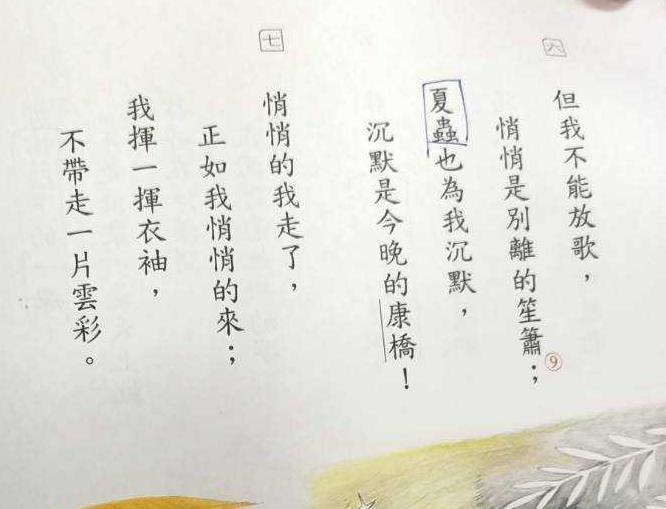 六
但我不能放歌，
悄悄是別離的笙簫；
⑨
夏蟲也為我沉默，
沉默是今晚的康橋！
七
悄悄的我走了，
正如我悄悄的來；
我揮一揮衣袖，
不帶走一片雲彩。